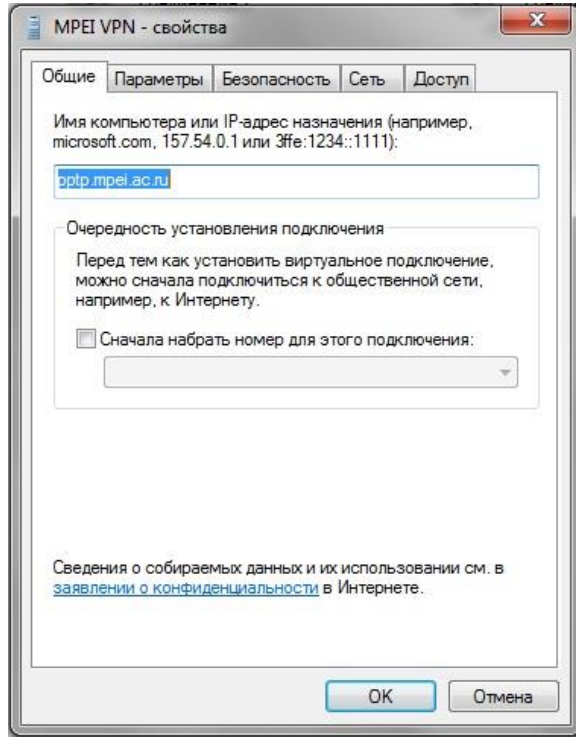 MPEI VPN - свойства
Общие Параметры Безопасность Сеть Доступ
Имя компьютера или IP-адрес назначения (например,
microsoft.com, 157.54.0.1 или 3ffe:1234::1111):
pptp.mpei.ac.ru
Очередность установления подключения
Перед тем как установить виртуальное подключение,
можно сначала подключиться к общественной сети,
например, к Интернету.
Сначала набрать номер для этого подключения:
Сведения о собираемых данных и их использовании см. в
заявлении о конфиденциальности в Интернете.
OK Отмена